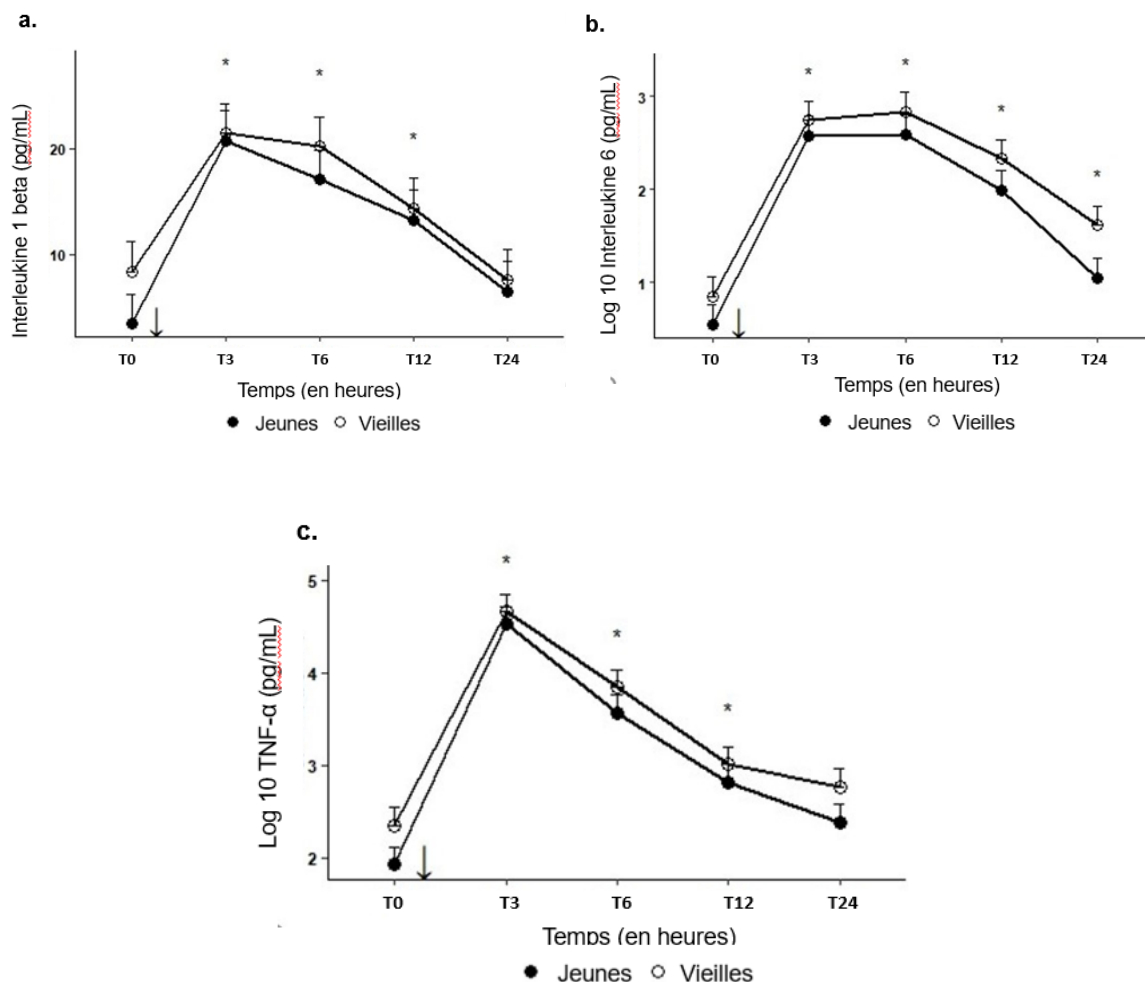 a.
Interleukine 1 beta (pg/mL)
20
10
*
*
*
T0 T3 T6 T12 T24
Temps (en heures)
Jeunes Vieilles
b.
Log 10 Interleukine 6 (pg/mL)
3
2
1
*
*
*
*
T0 T3 T6 T12 T24
Temps (en heures)
Jeunes Vieilles
c.
Log 10 TNF-α (pg/mL)
5
4
3
2
*
*
*
T0 T3 T6 T12 T24
Temps (en heures)
Jeunes Vieilles